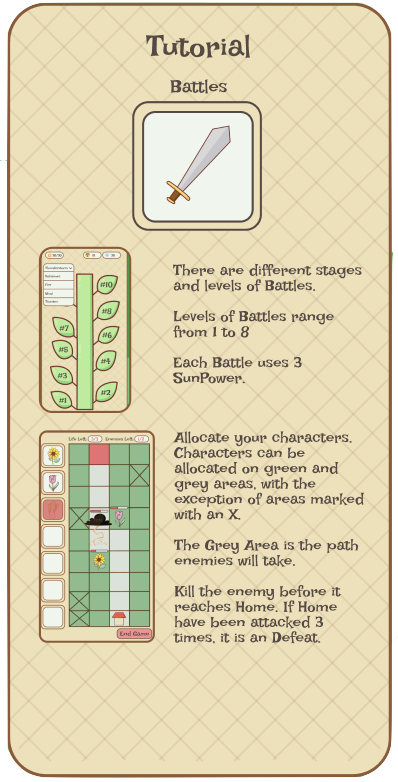 Tutorial
Battles
There are different stages
and levels of Battles.
Levels of Battles range
from 1 to 8
Each Battle uses 3
SunPower.
#10
#8
#7
#6
#5
#4
#3
#2
#1
Life Left:
Enemies Left:
End Game
Allocate your characters.
Characters can be
allocated on green and
grey areas, with the
exception of areas marked
with an X.
The Grey Area is the path
enemies will take.
Kill the enemy before it
reaches Home. If Home
have been attacked 3
times, it is an Defeat.